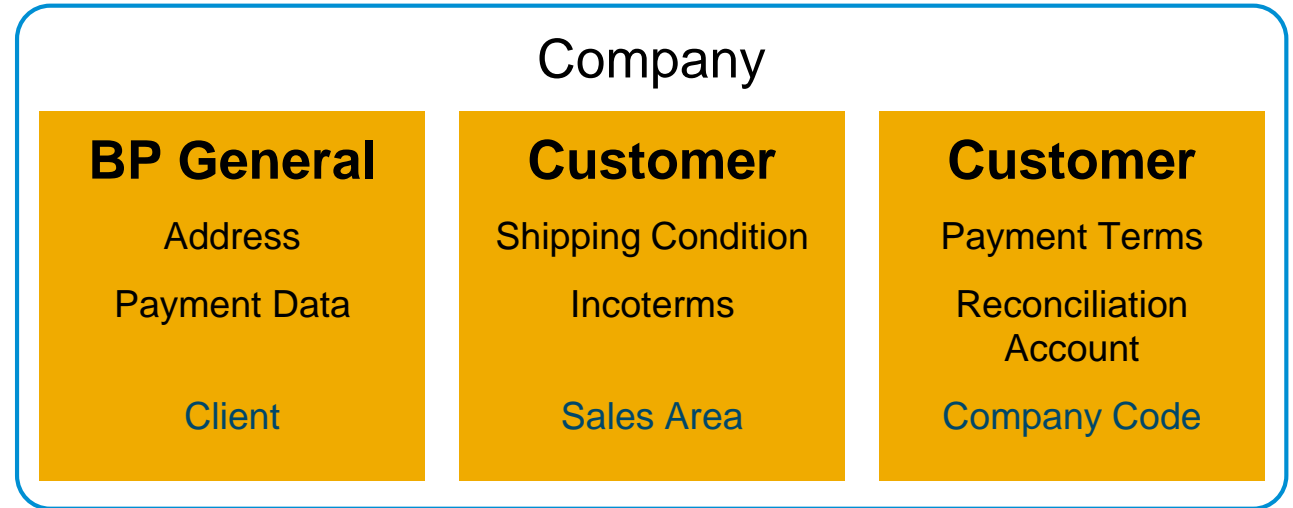 Company
BP General
Address
Payment Data
Client
Customer
Shipping Condition
Incoterms
Sales Area
Customer
Payment Terms
Reconciliation
Account
Company Code